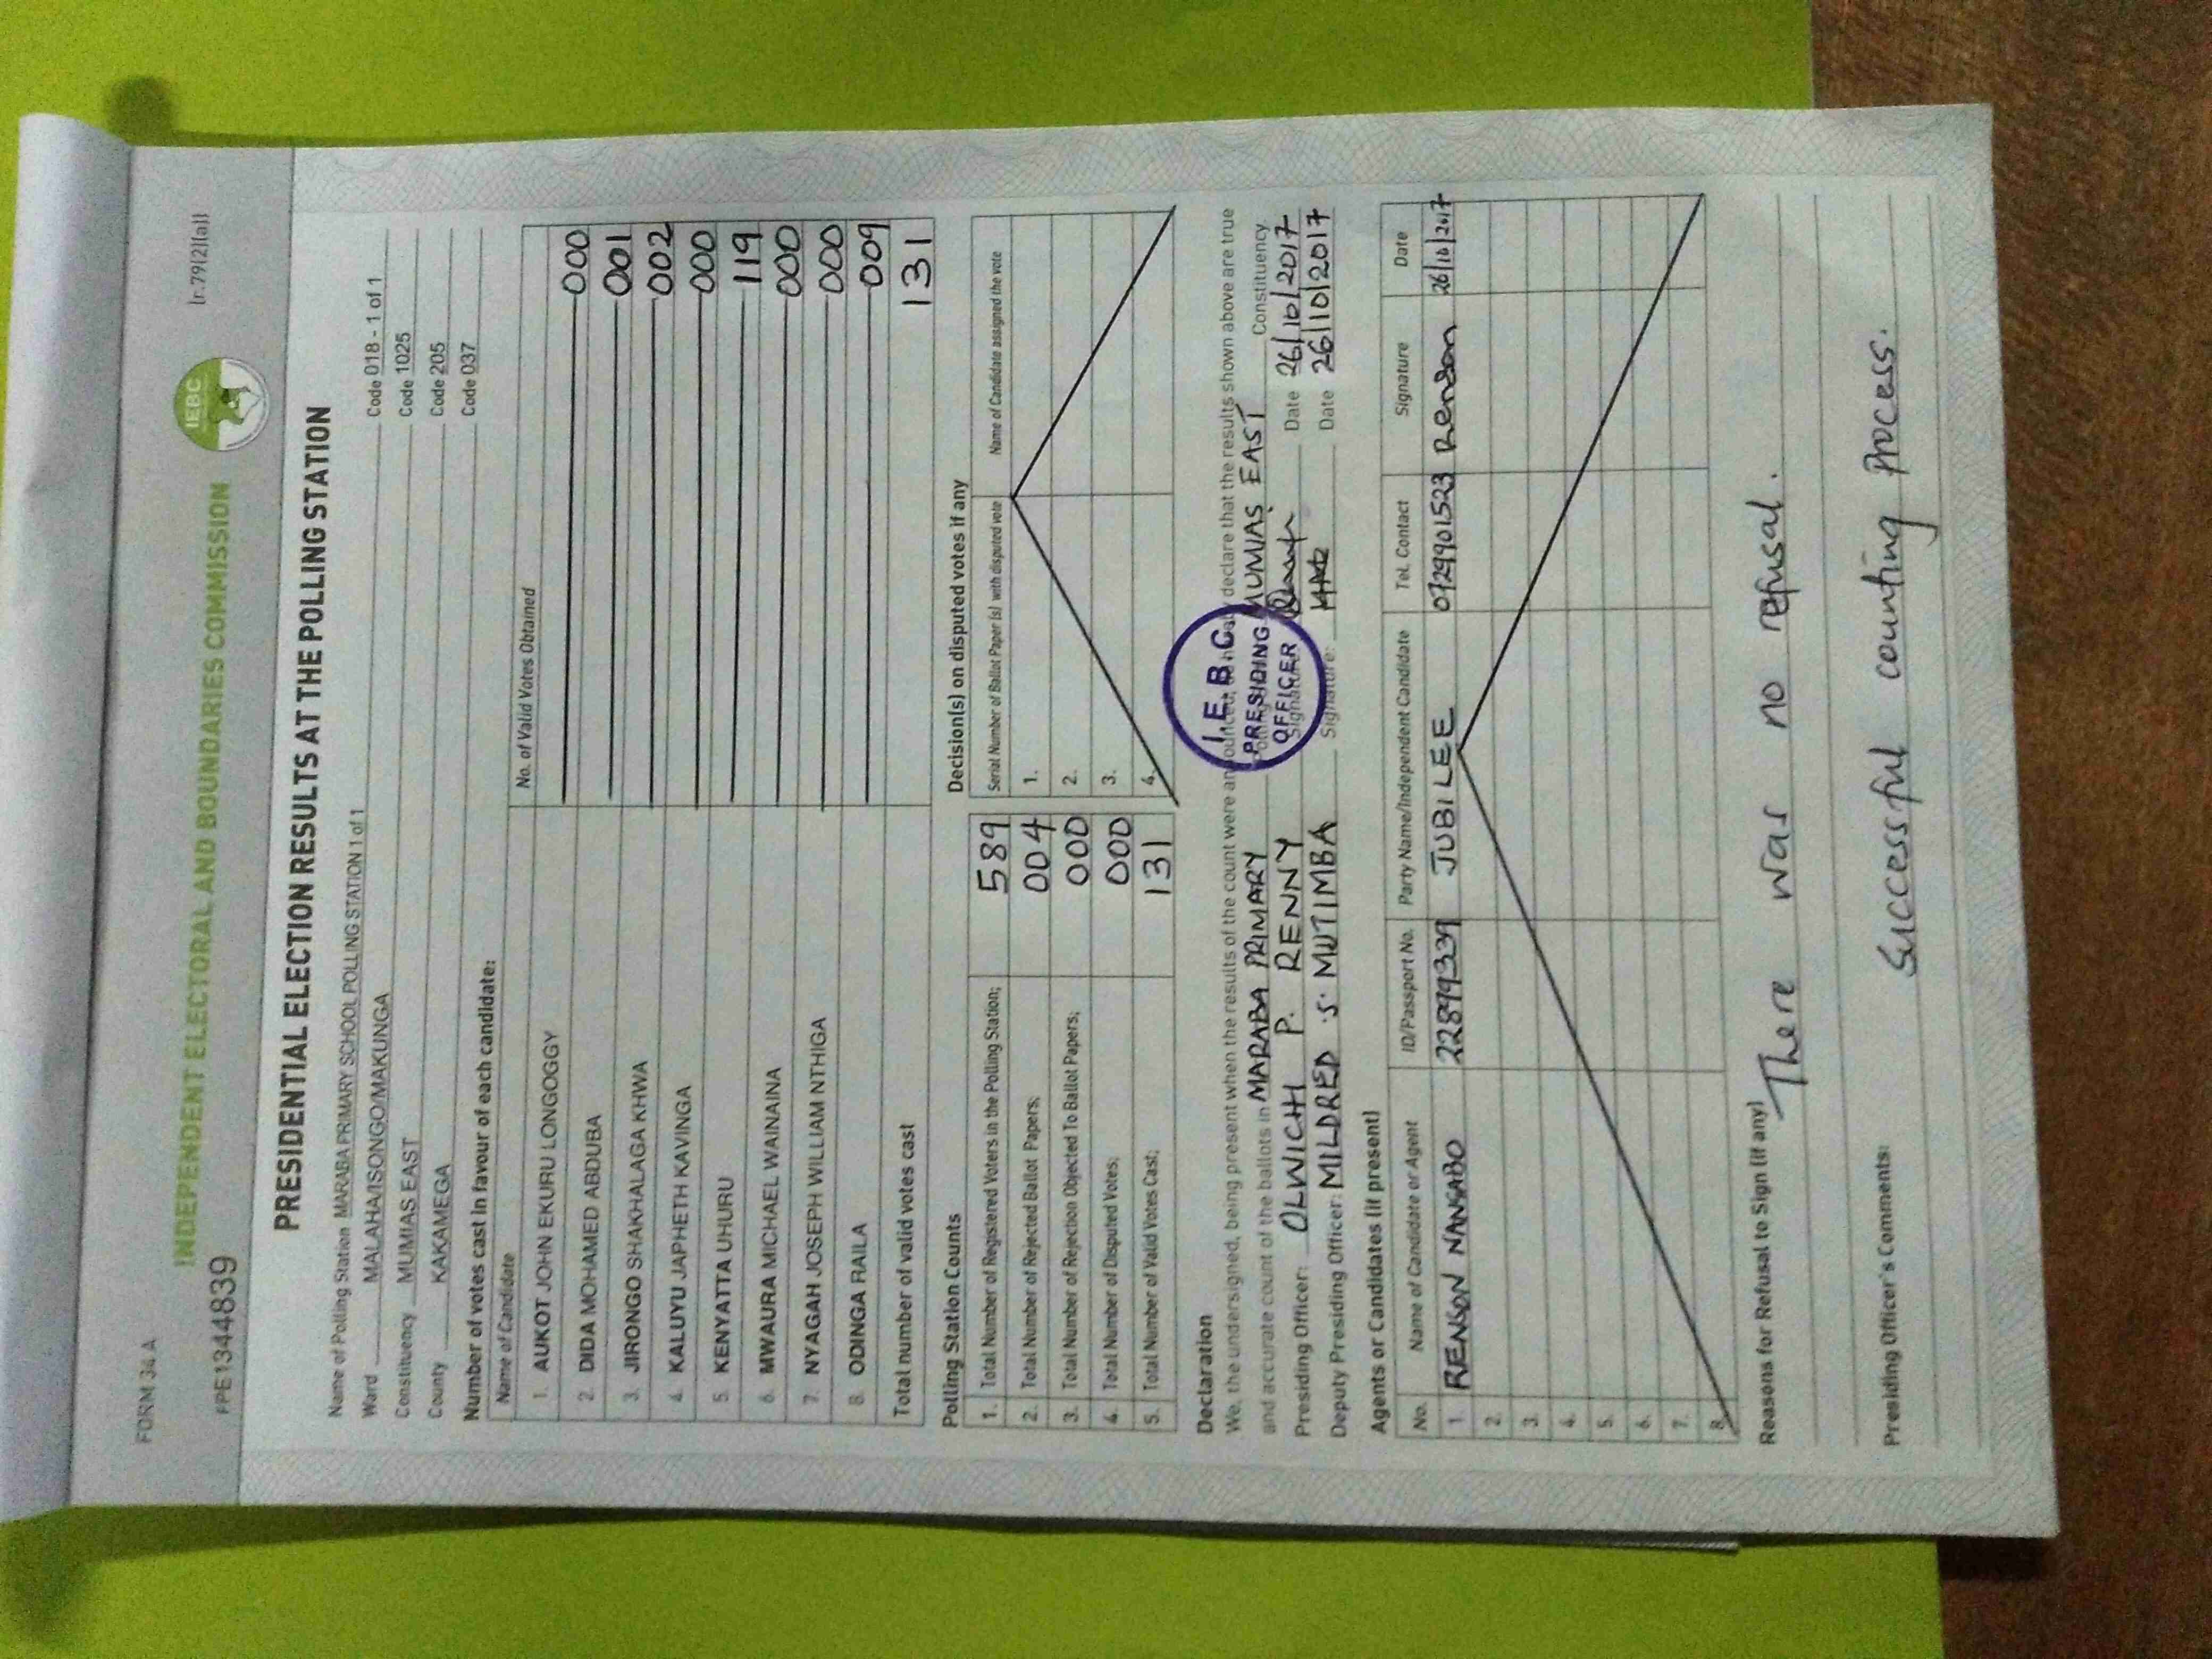 FORM 34 A
[r.79(2)(a)]
INDEPENDENT ELECTORAL AND BOUNDARIES COMMISSION
IEBC
FPE1344839
PRESIDENTIAL ELECTION RESULTS AT THE POLLING STATION
Name of Polling Station MARABA PRIMARY SCHOOL POLLING STATION 1 of 1 Code 018 - 1 of 1
Ward MALAHA/ISONGO/MAKUNGA Code 1025
Constituency MUMIAS EAST Code 205
County KAKAMEGA Code 037
Number of votes cast in favour of each candidate:
Name of Candidate No. of Valid Votes Obtained
1. AUKOT JOHN EKURU LONGOGGY 000
2. DIDA MOHAMED ABDUBA 001
3. JIRONGO SHAKHALAGA KHWA 002
4. KALUYU JAPHETH KAVINGA 000
5. KENYATTA UHURU 119
6. MWAURA MICHAEL WAINAINA 000
7. NYAGAH JOSEPH WILLIAM NTHIGA 000
8. ODINGA RAILA 009
Total number of valid votes cast 131
Polling Station Counts
1. Total Number of Registered Voters in the Polling Station; 589
2. Total Number of Rejected Ballot Papers; 004
3. Total Number of Rejection Objected To Ballot Papers; 000
4. Total Number of Disputed Votes; 000
5. Total Number of Valid Votes Cast; 131
Decision(s) on disputed votes if any
Serial Number of Ballot Paper (s) with disputed vote Name of Candidate assigned the vote
1.
2.
3.
4.
Declaration
We, the undersigned, being present when the results of the count were announced, do declare that the results shown above are true
and accurate count of the ballots in MARABA PRIMARY MUMIAS EAST Constituency
Presiding Officer: OLWICHI P. RENNY Signature: Date 26/10/2017
Deputy Presiding Officer: MILDRED S. MUTIMBA Signature: Date 26/10/2017
I E B C
PRESIDING
OFFICER
Agents or Candidates (if present)
No. Name of Candidate or Agent ID/Passport No. Party Name/Independent Candidate Tel. Contact Signature Date
1. RENSON NANSABO 22899339 JUBILEE 0729901523 Renson 26/10/2017
2.
3.
4.
5.
6.
7.
8.
Reasons for Refusal to Sign (if any)
There was no refusal.
Presiding Officer's Comments:
Successful counting process.